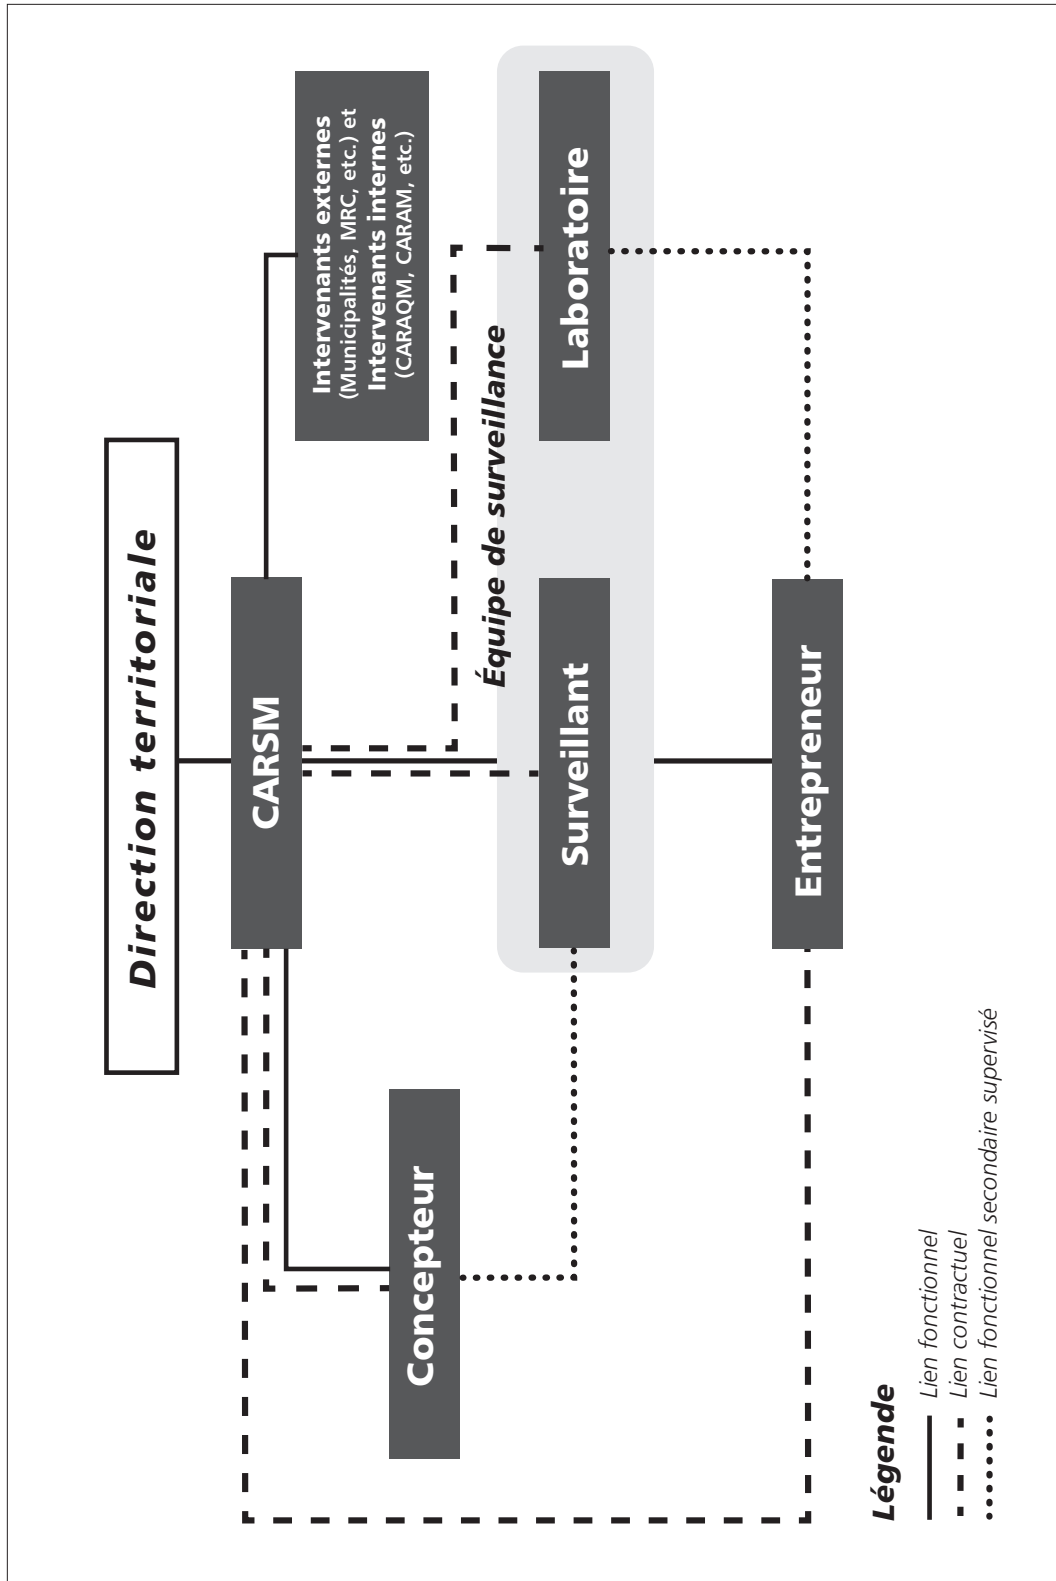 Direction territoriale
CARSM
Intervenants externes
(Municipalités, MRC, etc.) et
Intervenants internes
(CARAQM, CARAM, etc.)
Concepteur
Équipe de surveillance
Surveillant
Laboratoire
Entrepreneur
Légende
Lien fonctionnel
Lien contractuel
Lien fonctionnel secondaire supervisé